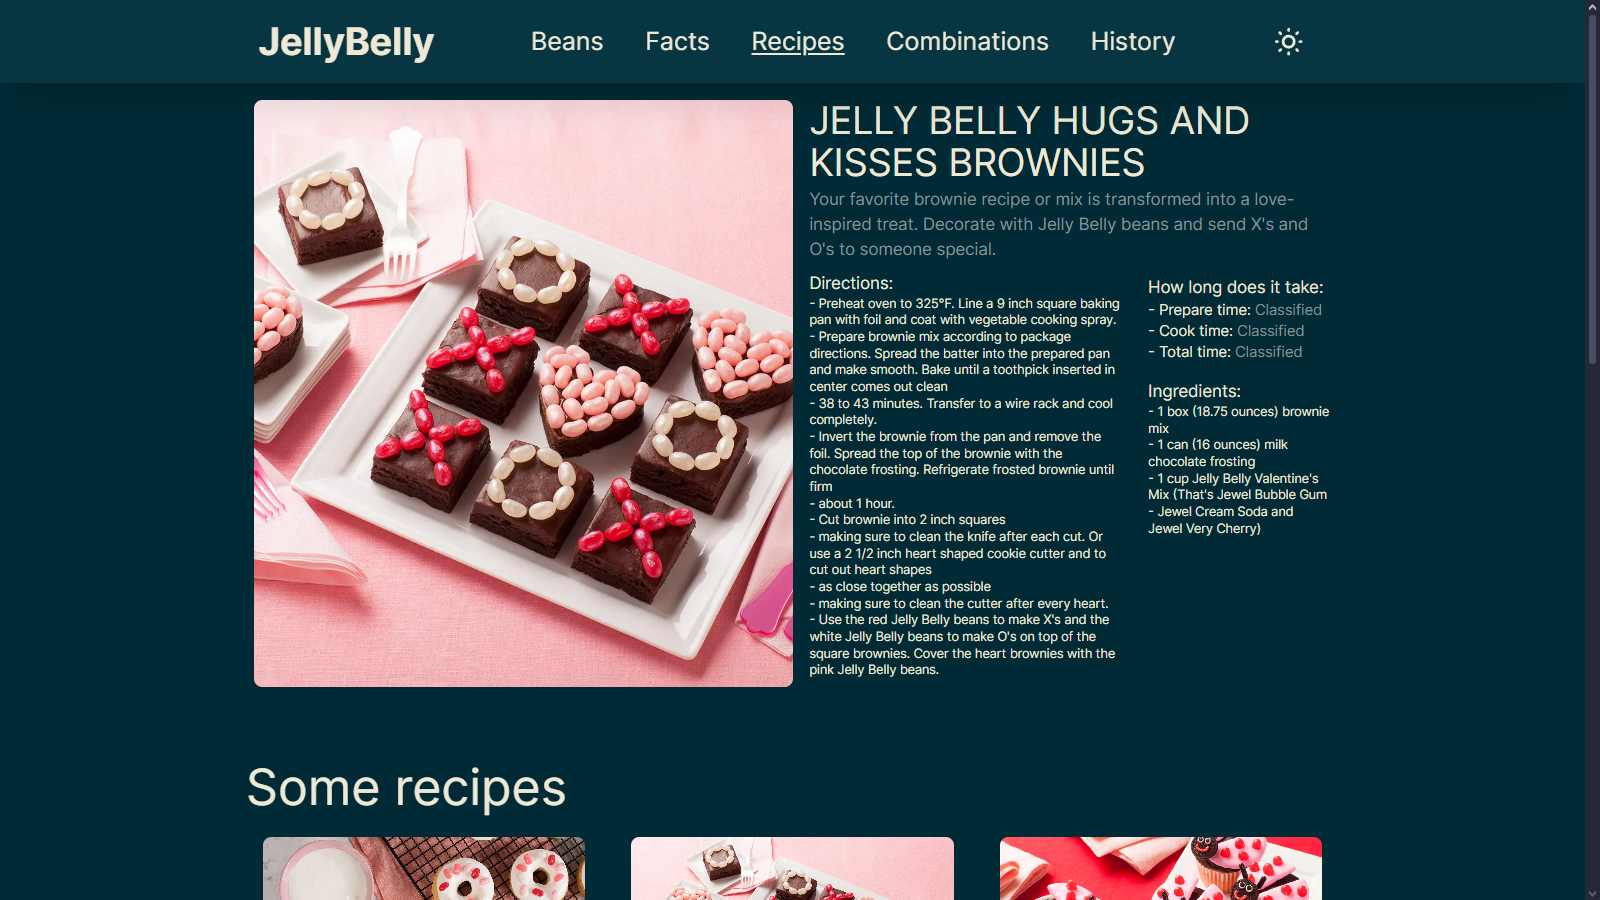 JellyBelly
Beans
Facts
Recipes
Combinations
History
JELLY BELLY HUGS AND
KISSES BROWNIES
Your favorite brownie recipe or mix is transformed into a love-
inspired treat. Decorate with Jelly Belly beans and send X's and
O's to someone special.
Directions:
- Preheat oven to 325°F. Line a 9 inch square baking
pan with foil and coat with vegetable cooking spray.
- Prepare brownie mix according to package
directions. Spread the batter into the prepared pan
and make smooth. Bake until a toothpick inserted in
center comes out clean
- 38 to 43 minutes. Transfer to a wire rack and cool
completely.
- Invert the brownie from the pan and remove the
foil. Spread the top of the brownie with the
chocolate frosting. Refrigerate frosted brownie until
firm
- about 1 hour.
- Cut brownie into 2 inch squares
- making sure to clean the knife after each cut. Or
use a 2 1/2 inch heart shaped cookie cutter and to
cut out heart shapes
- as close together as possible
- making sure to clean the cutter after every heart.
- Use the red Jelly Belly beans to make X's and the
white Jelly Belly beans to make O's on top of the
square brownies. Cover the heart brownies with the
pink Jelly Belly beans.
How long does it take:
- Prepare time: Classified
- Cook time: Classified
- Total time: Classified
Ingredients:
- 1 box (18.75 ounces) brownie
mix
- 1 can (16 ounces) milk
chocolate frosting
- 1 cup Jelly Belly Valentine's
Mix (That's Jewel Bubble Gum
- Jewel Cream Soda and
Jewel Very Cherry)
Some recipes